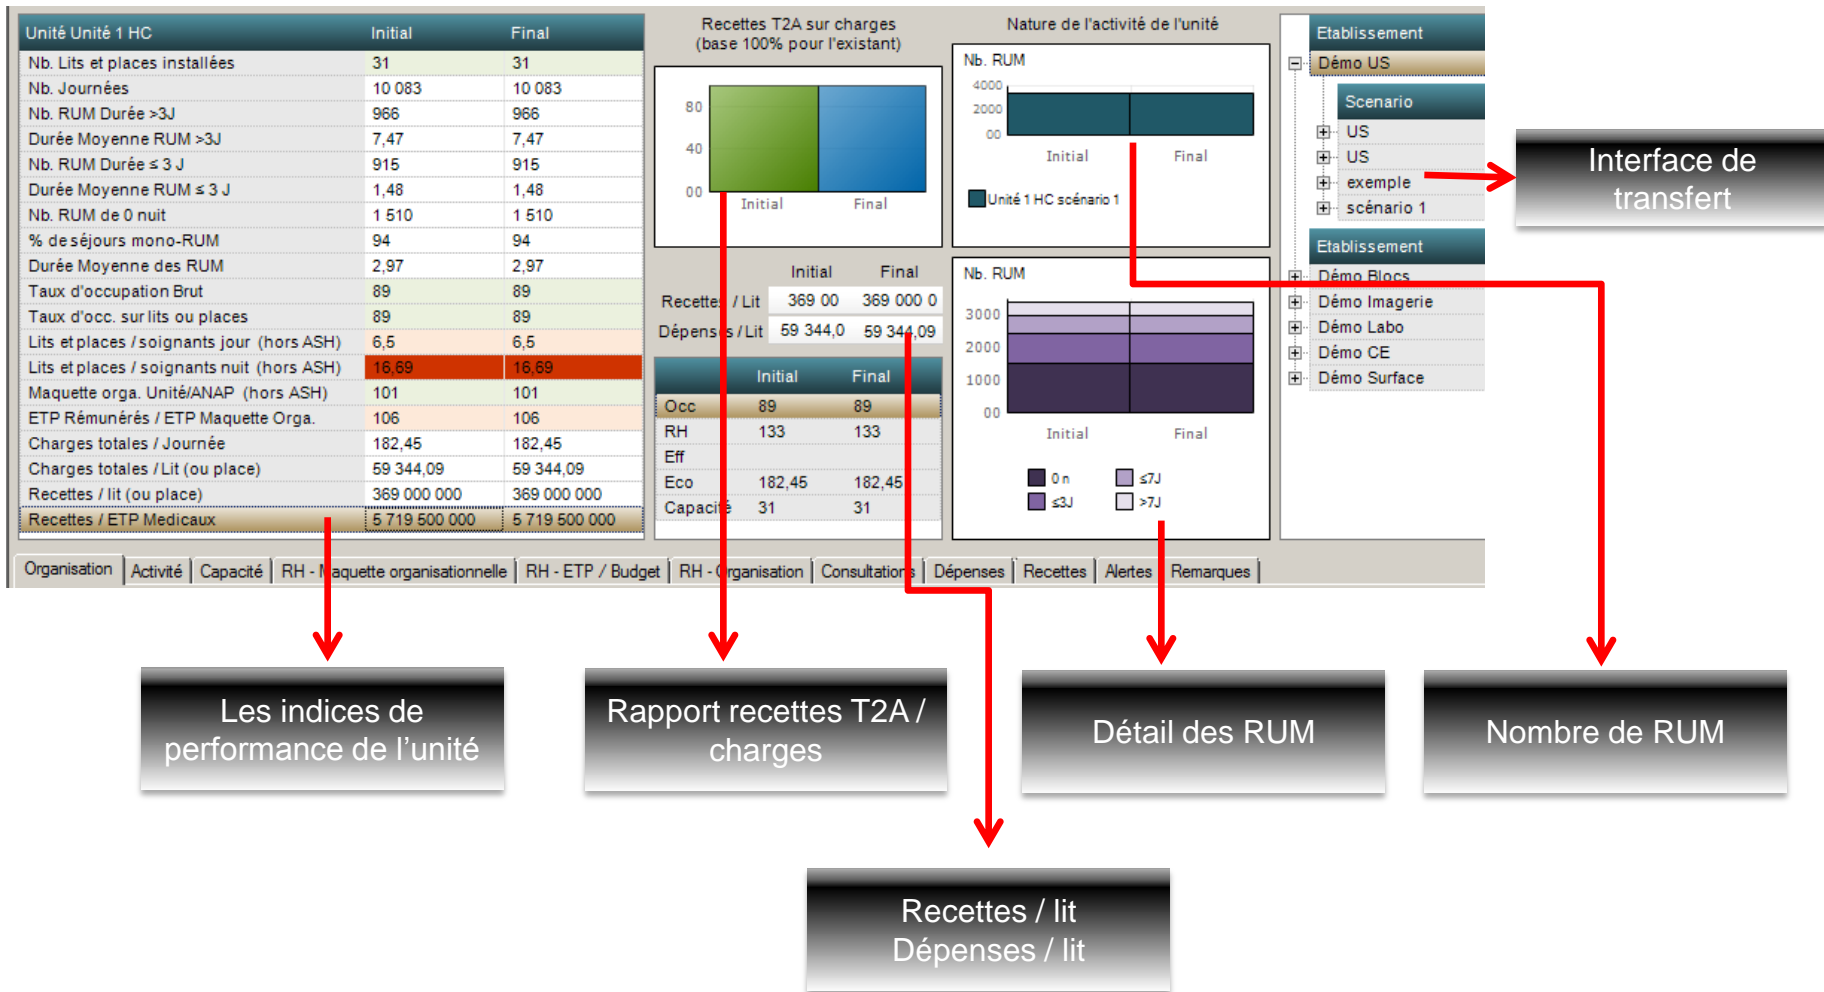 Unité Unité 1 HC Initial Final
Nb. Lits et places installées 31 31
Nb. Journées 10 083 10 083
Nb. RUM Durée >3J 966 966
Durée Moyenne RUM >3J 7,47 7,47
Nb. RUM Durée ≤ 3 J 915 915
Durée Moyenne RUM ≤ 3 J 1,48 1,48
Nb. RUM de 0 nuit 1 510 1 510
% de séjours mono-RUM 94 94
Durée Moyenne des RUM 2,97 2,97
Taux d'occupation Brut 89 89
Taux d'occ. sur lits ou places 89 89
Lits et places / soignants jour (hors ASH) 6,5 6,5
Lits et places / soignants nuit (hors ASH) 16,69 16,69
Maquette orga. Unité/ANAP (hors ASH) 101 101
ETP Rémunérés / ETP Maquette Orga. 106 106
Charges totales / Journée 182,45 182,45
Charges totales / Lit (ou place) 59 344,09 59 344,09
Recettes / lit (ou place) 369 000 000 369 000 000
Recettes / ETP Medicaux 5 719 500 000 5 719 500 000
Recettes T2A sur charges
(base 100% pour l'existant)
80
40
00
Initial Final
Initial Final
Recettes / Lit 369 00 369 000 0
Dépenses / Lit 59 344,0 59 344,09
Initial Final
Occ 89 89
RH 133 133
Eff
Eco 182,45 182,45
Capacité 31 31
Nature de l'activité de l'unité
Nb. RUM
4000
2000
00
Initial Final
Unité 1 HC scénario 1
Nb. RUM
3000
2000
1000
00
Initial Final
0 n ≤7J
≤3J >7J
Etablissement
Démo US
Scenario
US
US
exemple
scénario 1
Etablissement
Démo Blocs
Démo Imagerie
Démo Labo
Démo CE
Démo Surface
Organisation Activité Capacité RH - Maquette organisationnelle RH - ETP / Budget RH - Organisation Consultations Dépenses Recettes Alertes Remarques
Interface de
transfert
Les indices de
performance de l’unité
Rapport recettes T2A /
charges
Détail des RUM
Nombre de RUM
Recettes / lit
Dépenses / lit